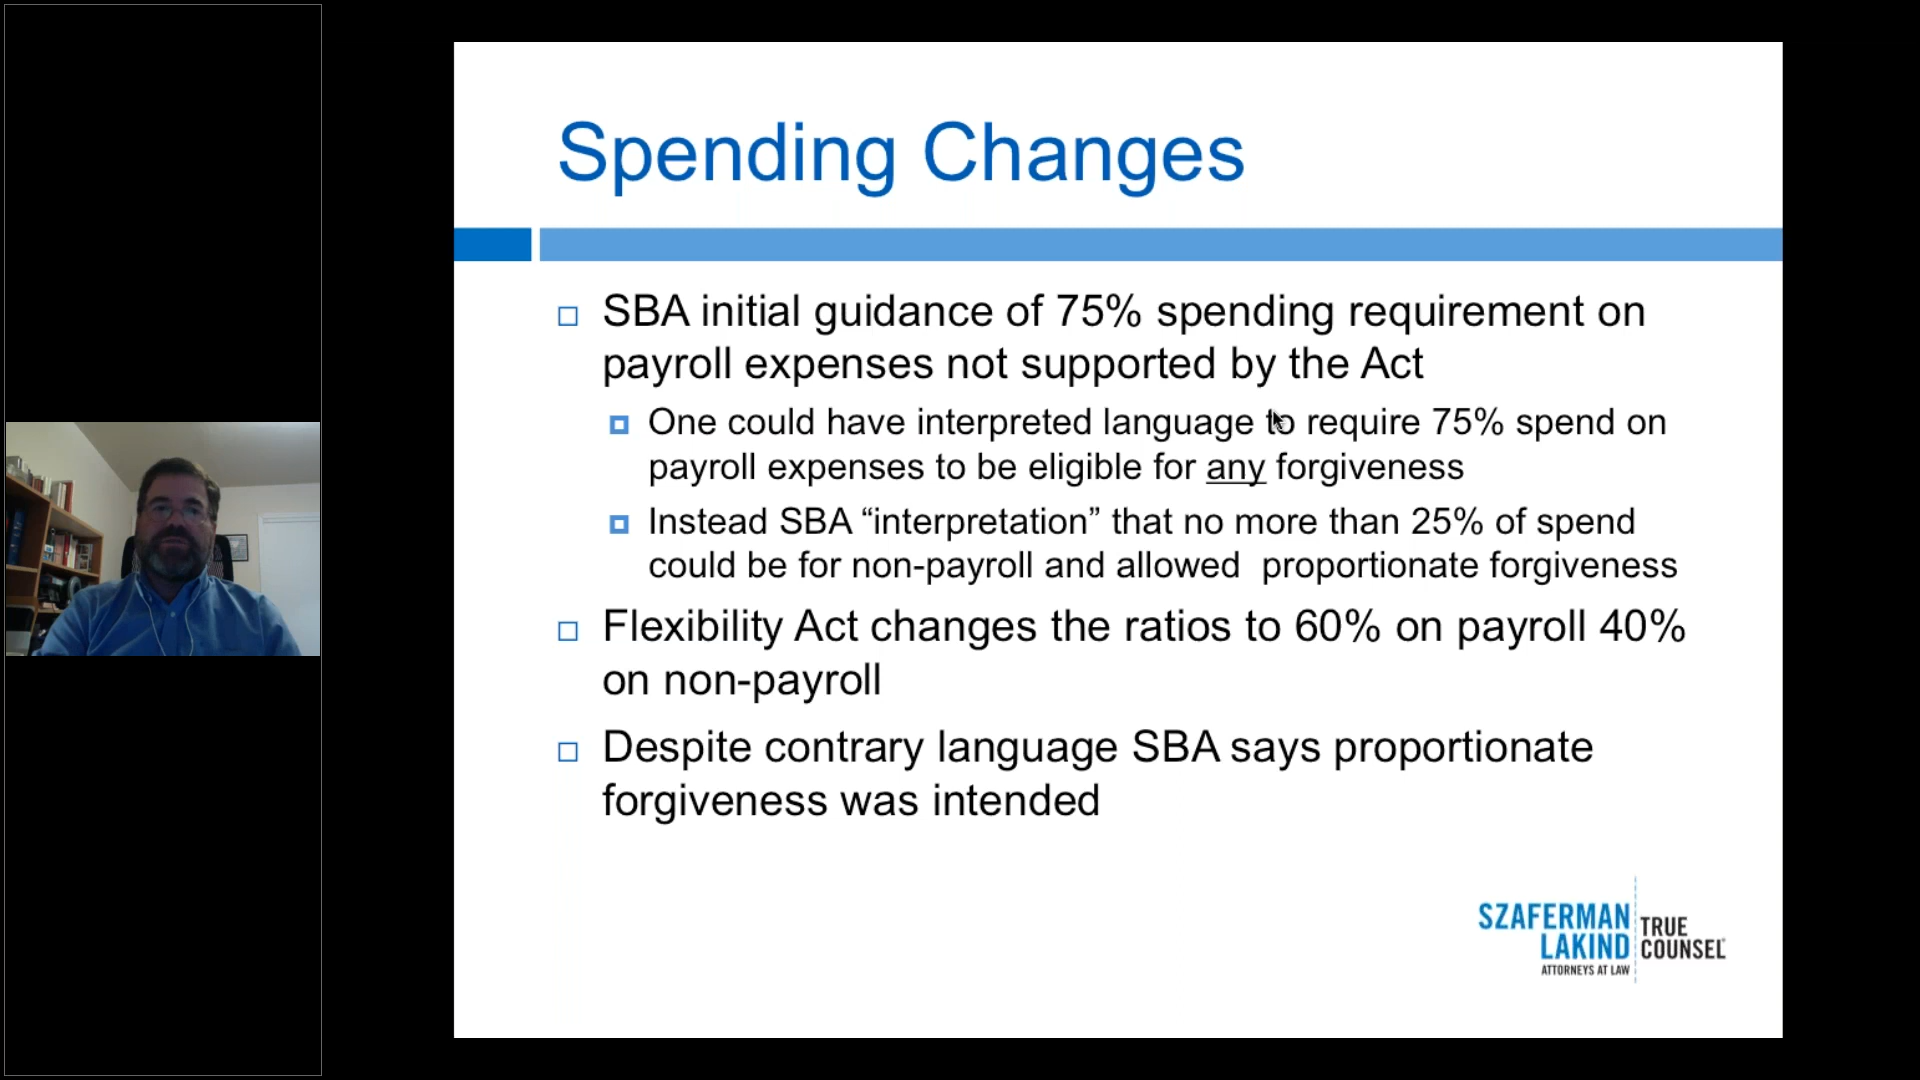 Spending Changes
SBA initial guidance of 75% spending requirement on
payroll expenses not supported by the Act
One could have interpreted language to require 75% spend on
payroll expenses to be eligible for any forgiveness
Instead SBA “interpretation” that no more than 25% of spend
could be for non-payroll and allowed  proportionate forgiveness
Flexibility Act changes the ratios to 60% on payroll 40%
on non-payroll
Despite contrary language SBA says proportionate
forgiveness was intended
SZAFERMAN
LAKIND
ATTORNEYS AT LAW
TRUE
COUNSEL